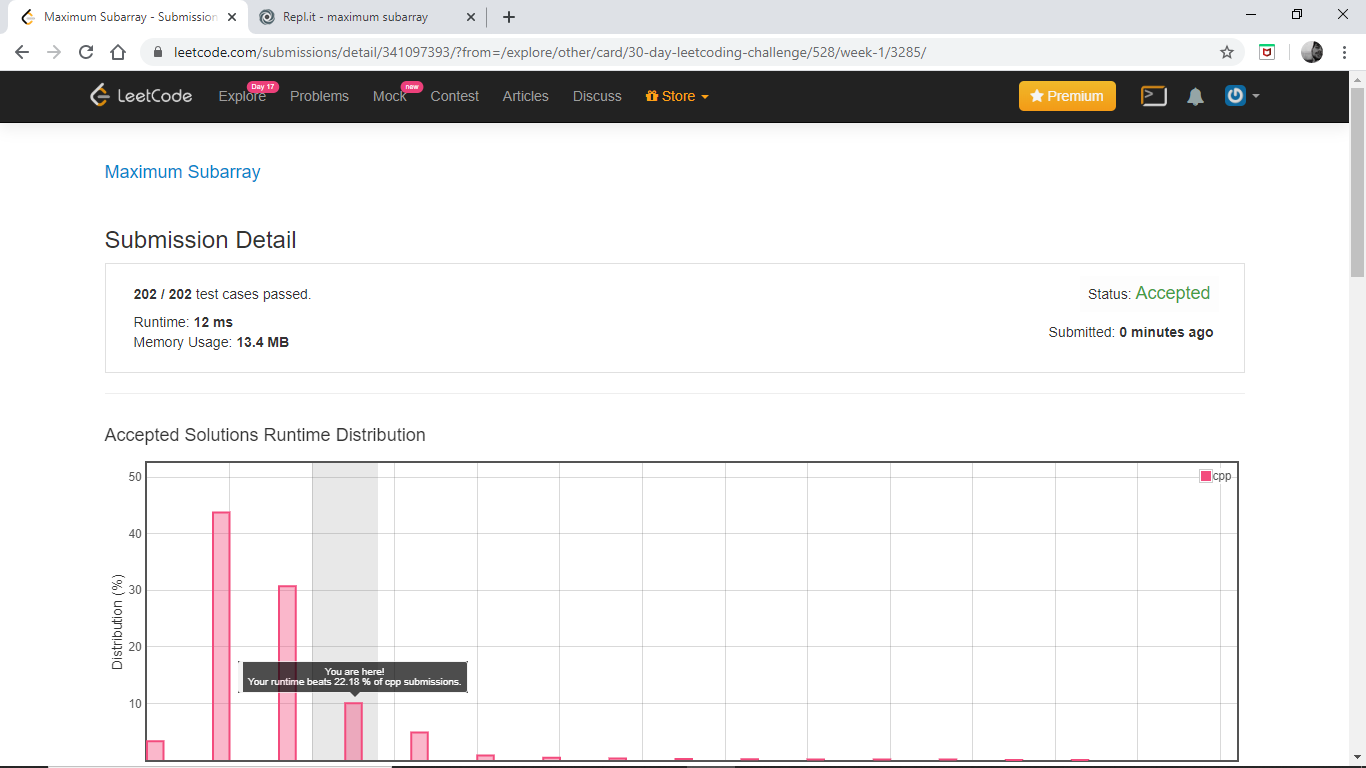 Maximum Subarray - Submission
Repl.it - maximum subarray
leetcode.com/submissions/detail/341097393/?from=/explore/other/card/30-day-leetcoding-challenge/528/week-1/3285/
LeetCode Explore Day 17 Problems Mock new Contest Articles Discuss Store Premium
Maximum Subarray
Submission Detail
202 / 202 test cases passed.
Status: Accepted
Runtime: 12 ms
Submitted: 0 minutes ago
Memory Usage: 13.4 MB
Accepted Solutions Runtime Distribution
cpp
50
40
30
20
10
Distribution (%)
You are here!
Your runtime beats 22.18 % of cpp submissions.